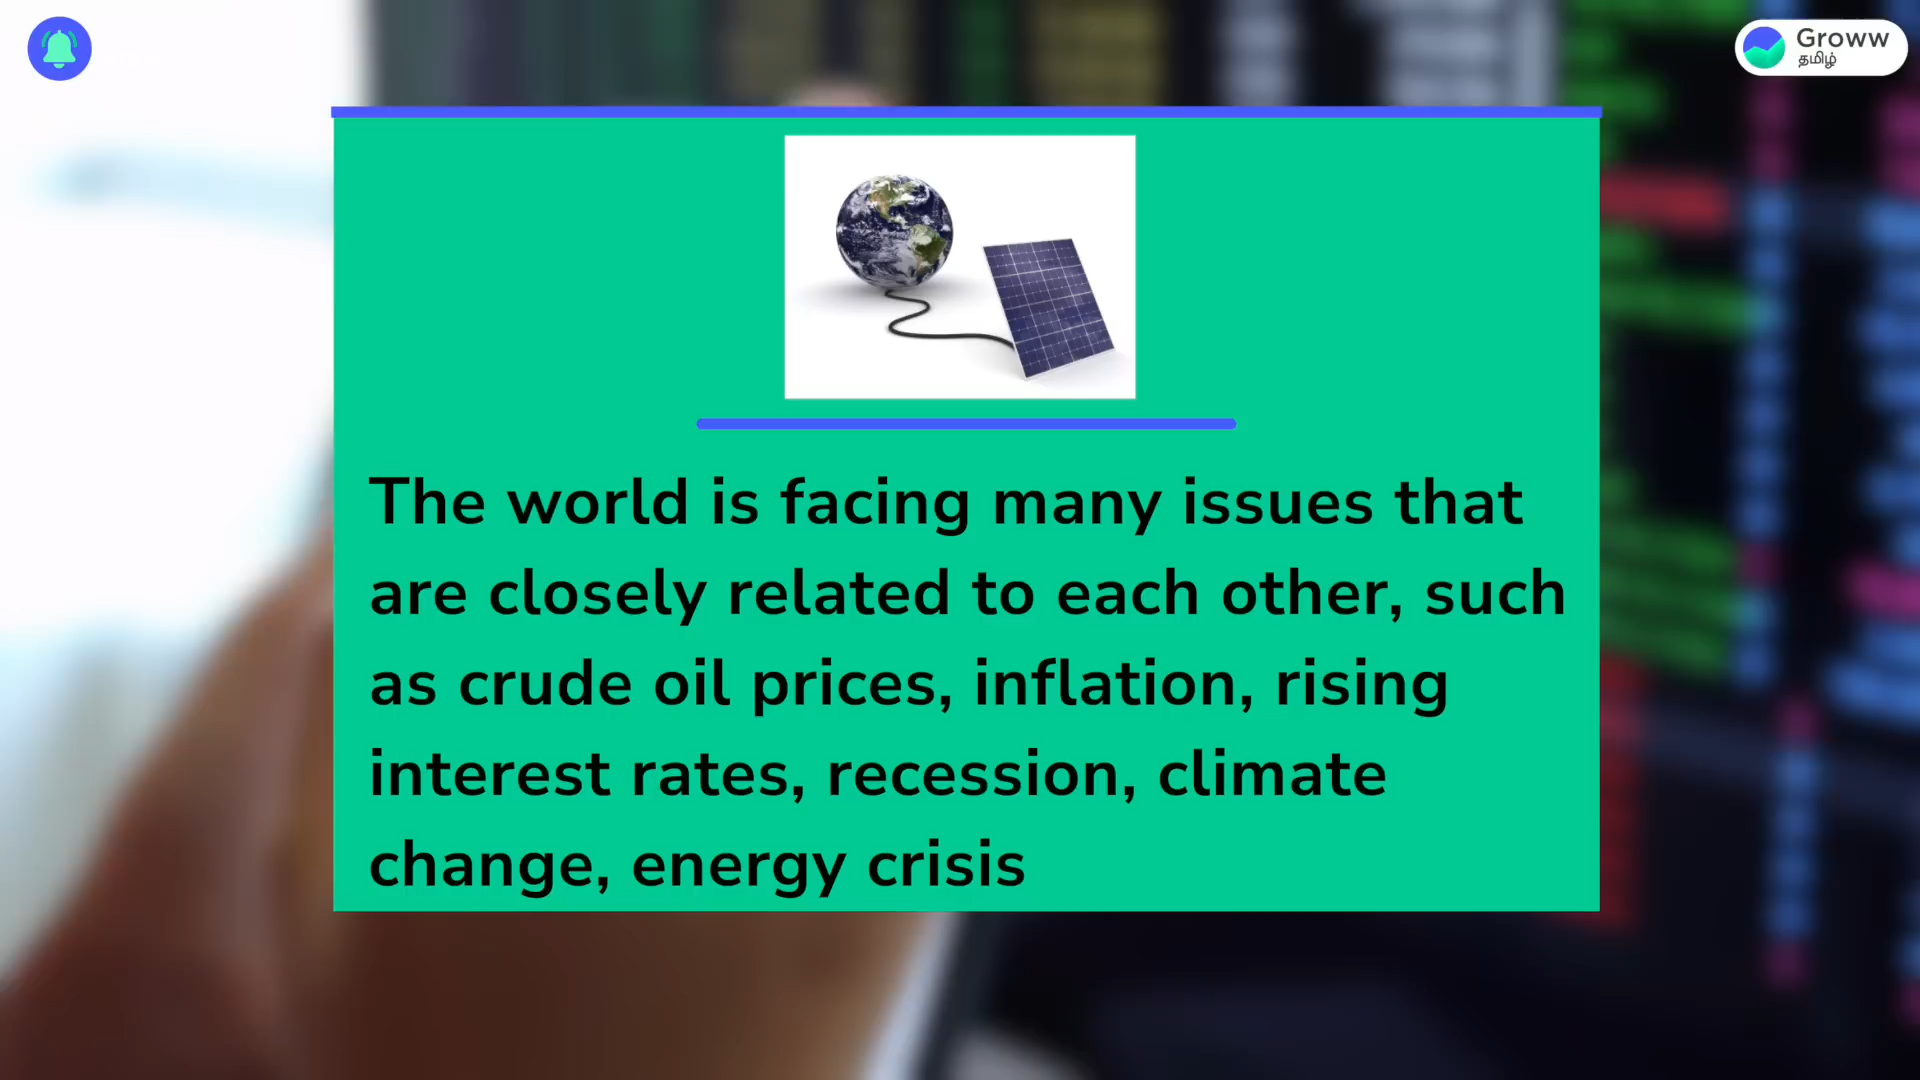 Groww
தமிழ்
The world is facing many issues that
are closely related to each other, such
as crude oil prices, inflation, rising
interest rates, recession, climate
change, energy crisis